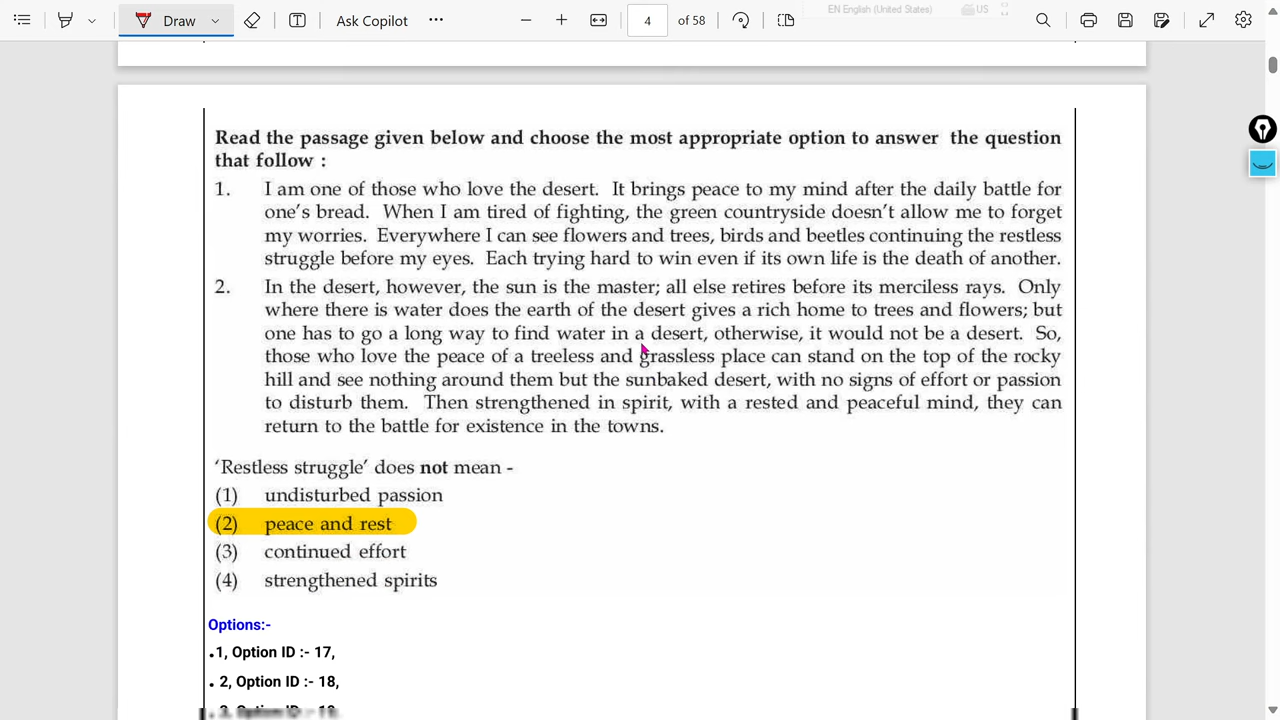 Draw
Ask Copilot
4 of 58
EN English (United States) US
Read the passage given below and choose the most appropriate option to answer the question
that follow :
1. I am one of those who love the desert. It brings peace to my mind after the daily battle for
one's bread. When I am tired of fighting, the green countryside doesn't allow me to forget
my worries. Everywhere I can see flowers and trees, birds and beetles continuing the restless
struggle before my eyes. Each trying hard to win even if its own life is the death of another.
2. In the desert, however, the sun is the master; all else retires before its merciless rays. Only
where there is water does the earth of the desert gives a rich home to trees and flowers; but
one has to go a long way to find water in a desert, otherwise, it would not be a desert. So,
those who love the peace of a treeless and grassless place can stand on the top of the rocky
hill and see nothing around them but the sunbaked desert, with no signs of effort or passion
to disturb them. Then strengthened in spirit, with a rested and peaceful mind, they can
return to the battle for existence in the towns.
'Restless struggle' does not mean -
(1) undisturbed passion
(2) peace and rest
(3) continued effort
(4) strengthened spirits
Options:-
.1, Option ID :- 17,
. 2, Option ID :- 18,
. 3, Option ID :- 19,